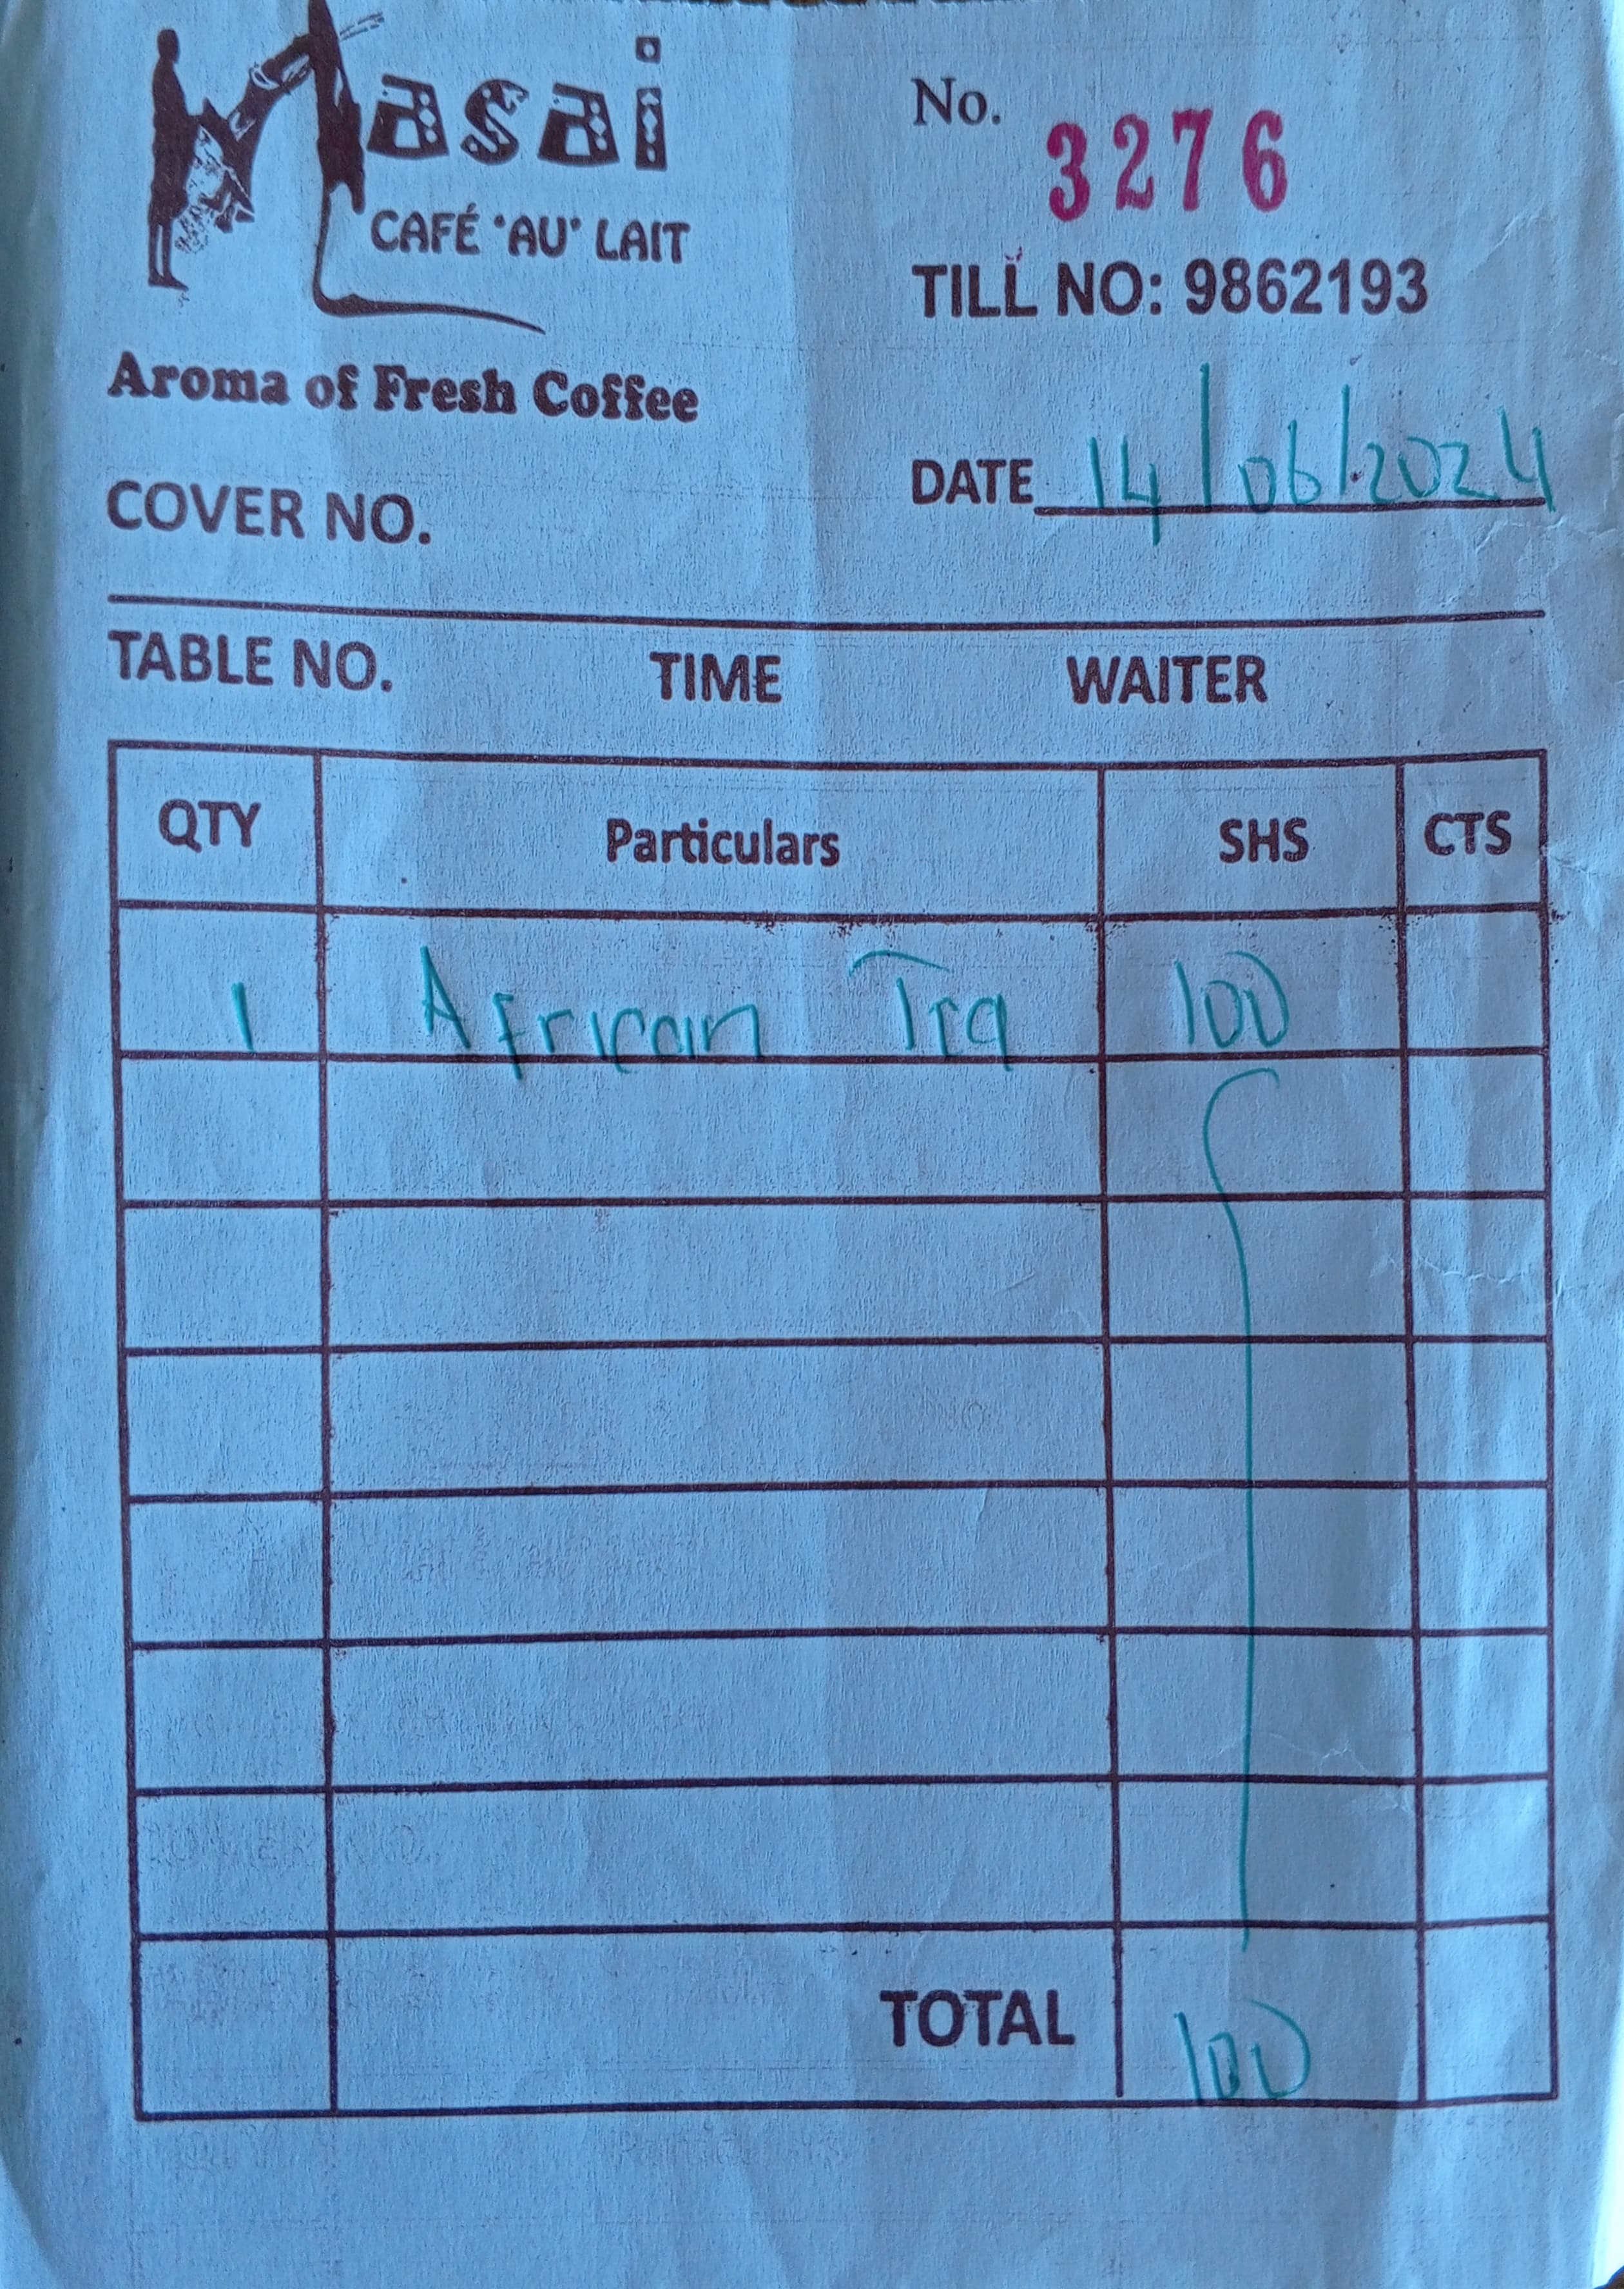 Masai
CAFÉ 'AU' LAIT
Aroma of Fresh Coffee
No. 3276
TILL NO: 9862193
DATE 14/06/2024
COVER NO.
TABLE NO. TIME WAITER
QTY Particulars SHS CTS
1 African Tea 100
TOTAL 100